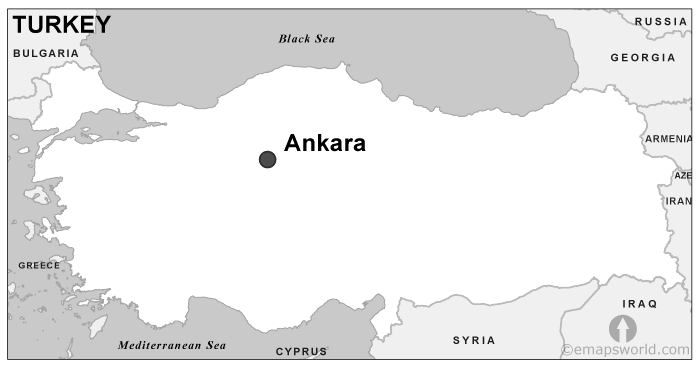 TURKEY
RUSSIA
Black Sea
BULGARIA
GEORGIA
Ankara
ARMENIA
AZE
IRAN
GREECE
IRAQ
SYRIA
Mediterranean Sea
CYPRUS
©emapsworld.com